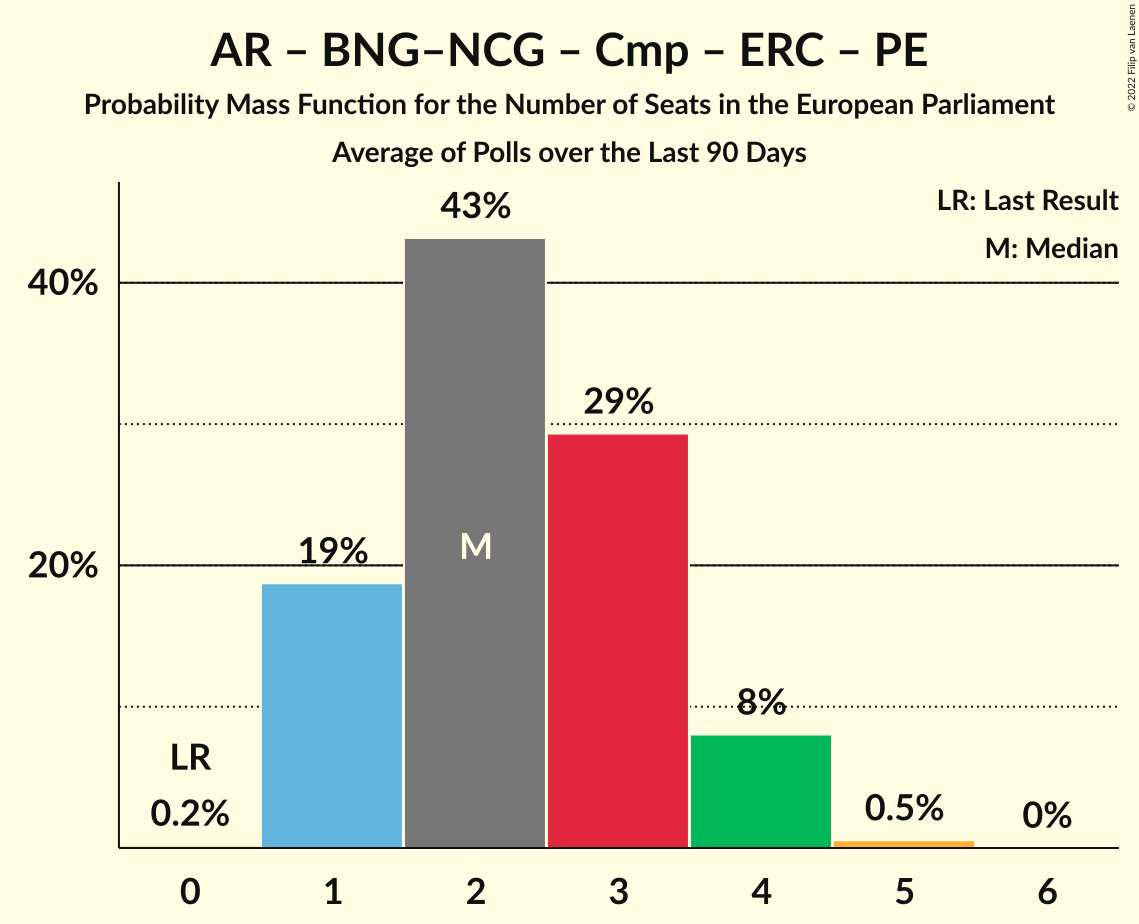 AR – BNG–NCG – Cmp – ERC – PE
Probability Mass Function for the Number of Seats in the European Parliament
Average of Polls over the Last 90 Days
© 2022 Filip van Laenen
LR: Last Result
M: Median
43%
40%
29%
19%
M
20%
8%
LR
0.2%
0.5%
0%
0 1 2 3 4 5 6